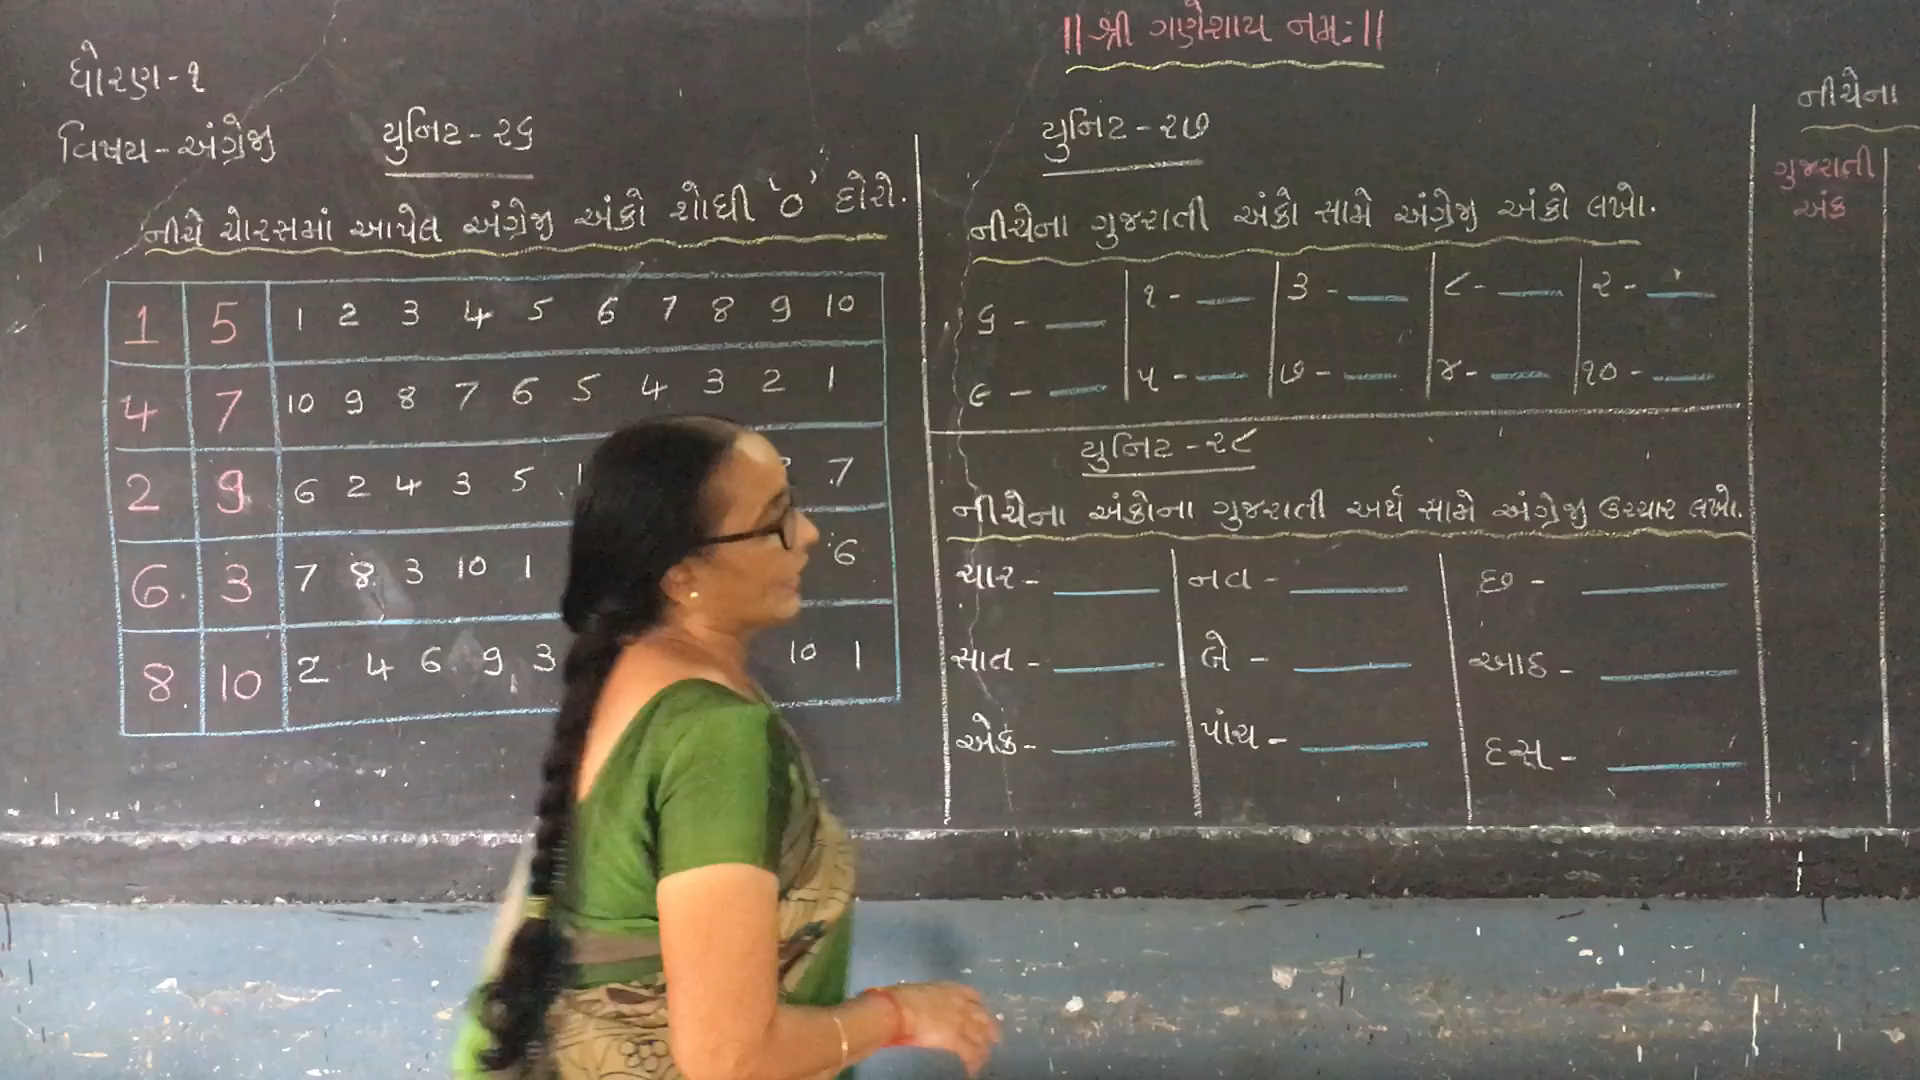 ॥ શ્રી ગણેશાય નમઃ ॥
ધોરણ-૧
વિષય-અંગ્રેજી
યુનિટ-૨૬
નીચે ચોરસમાં આપેલ અંગ્રેજી અંકો શોધી 'o' દોરો.
1 5 1 2 3 4 5 6 7 8 9 10
4 7 10 9 8 7 6 5 4 3 2 1
2 9 6 2 4 3 5 7
6 3 7 8 3 10 1 6
8 10 2 4 6 9 3 10 1
યુનિટ-૨૭
નીચેના ગુજરાતી અંકો સામે અંગ્રેજી અંકો લખો.
૬ - ૧ - ૩ - ૮ - ૨ -
૯ - ૫ - ૭ - ૪ - ૧૦ -
યુનિટ-૨૮
નીચેના અંકોના ગુજરાતી અર્થ સામે અંગ્રેજી ઉચ્ચાર લખો.
ચાર - નવ - છ -
સાત - બે - આઠ -
એક - પાંચ - દસ -
નીચેના
ગુજરાતી
અંક